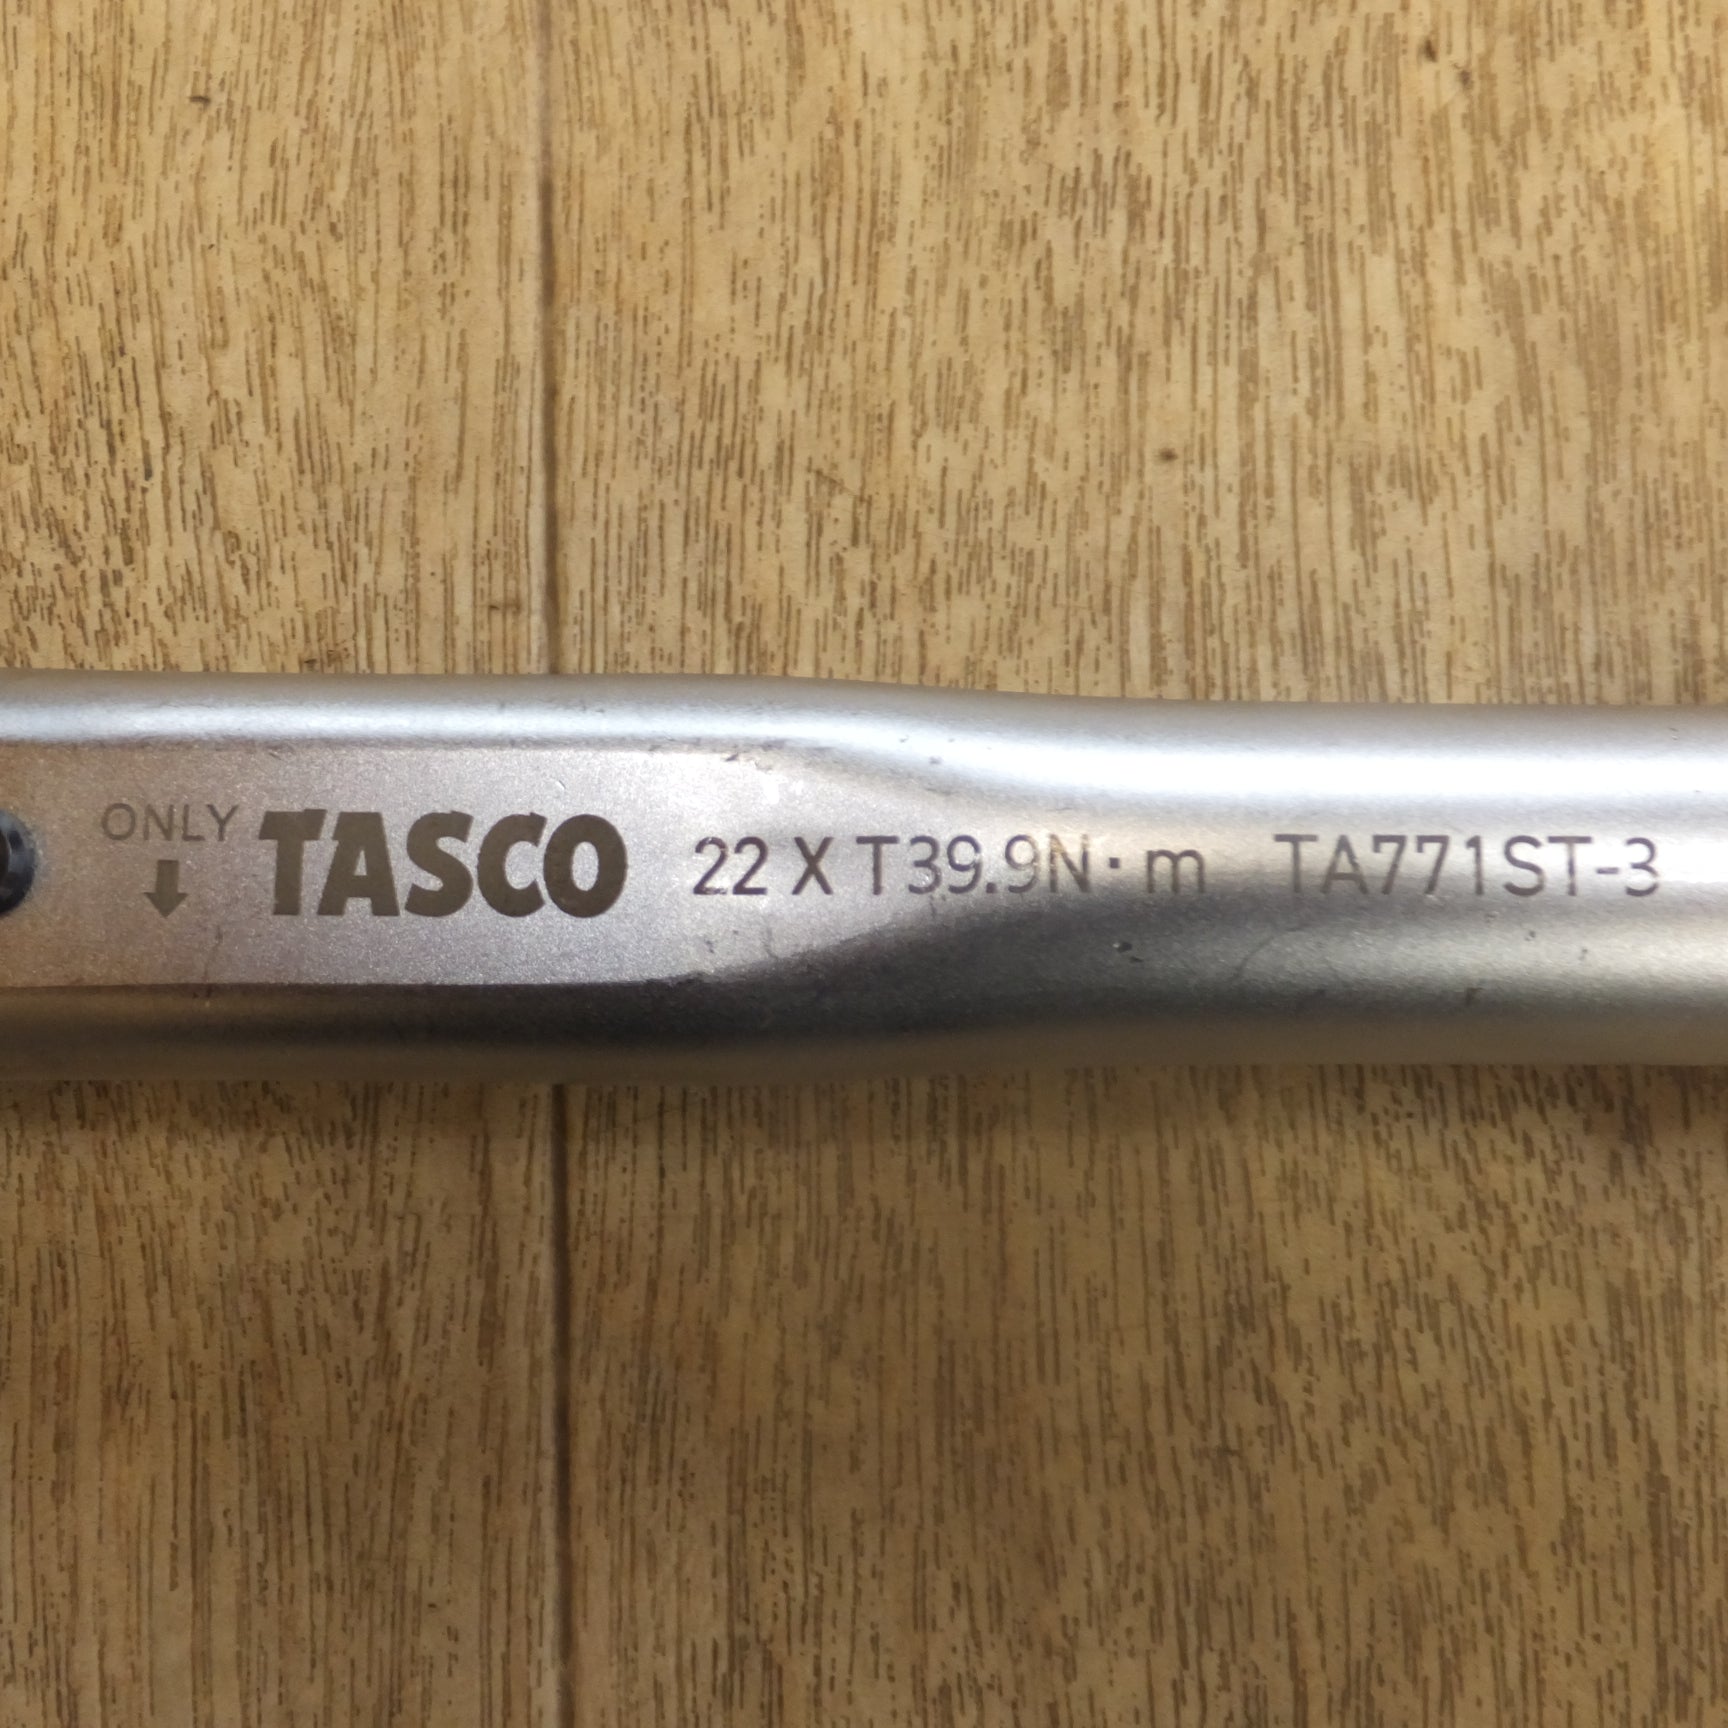 ONLY
↓
TASCO 22 X T39.9N·m TA771ST-3